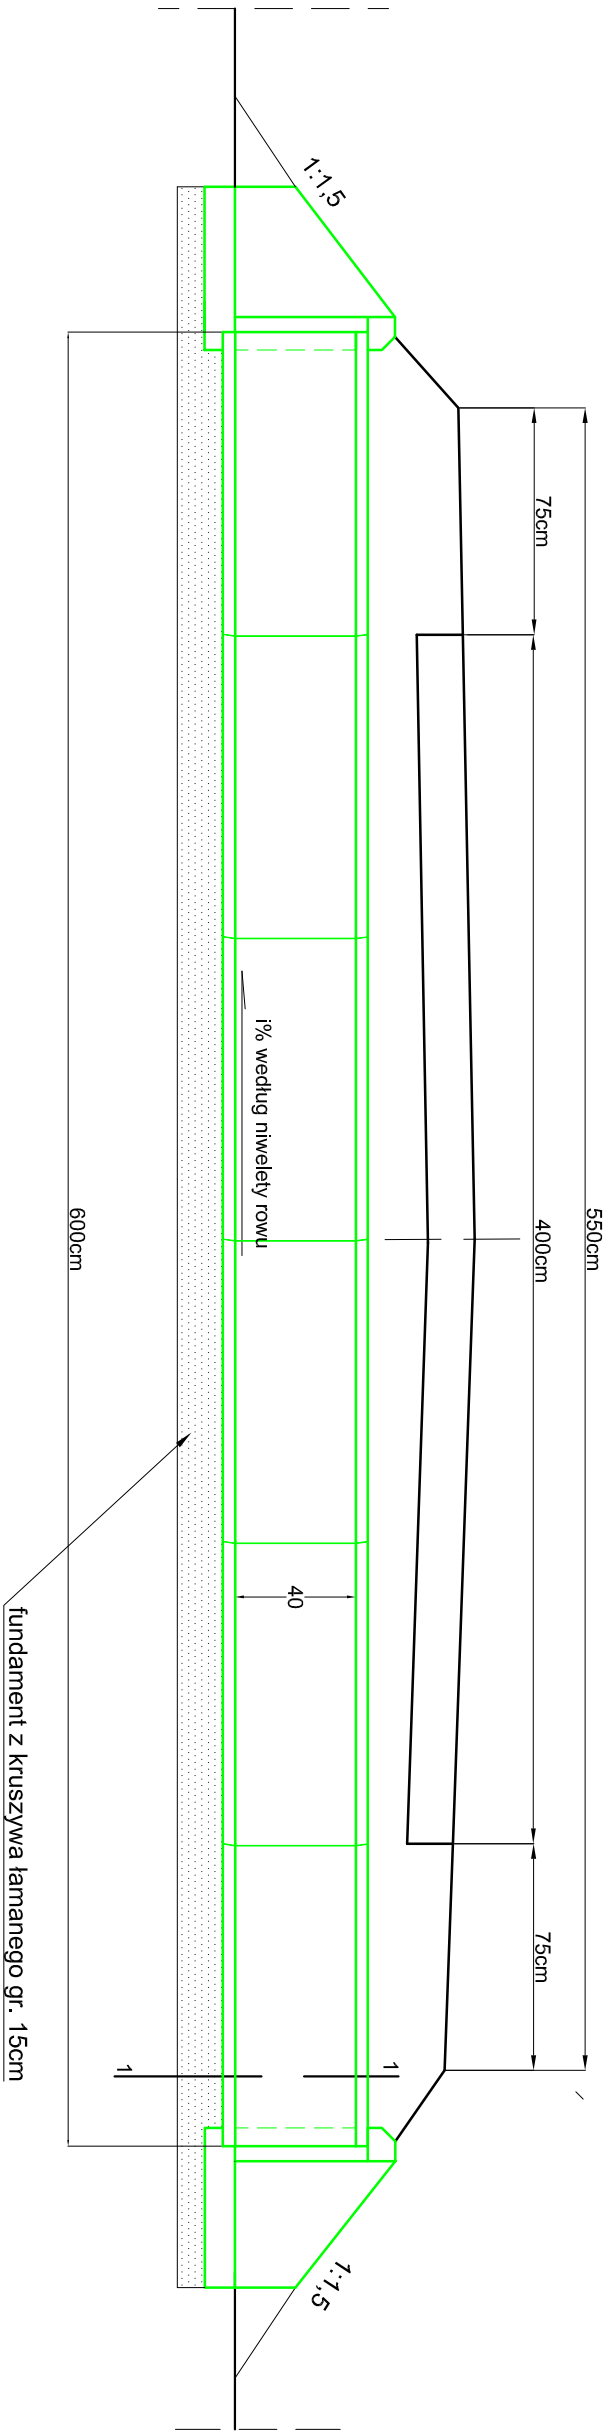 550cm
75cm
400cm
75cm
1:1,5
1:1,5
i% według niwelety rowu
40
1
1
600cm
fundament z kruszywa łamanego gr. 15cm